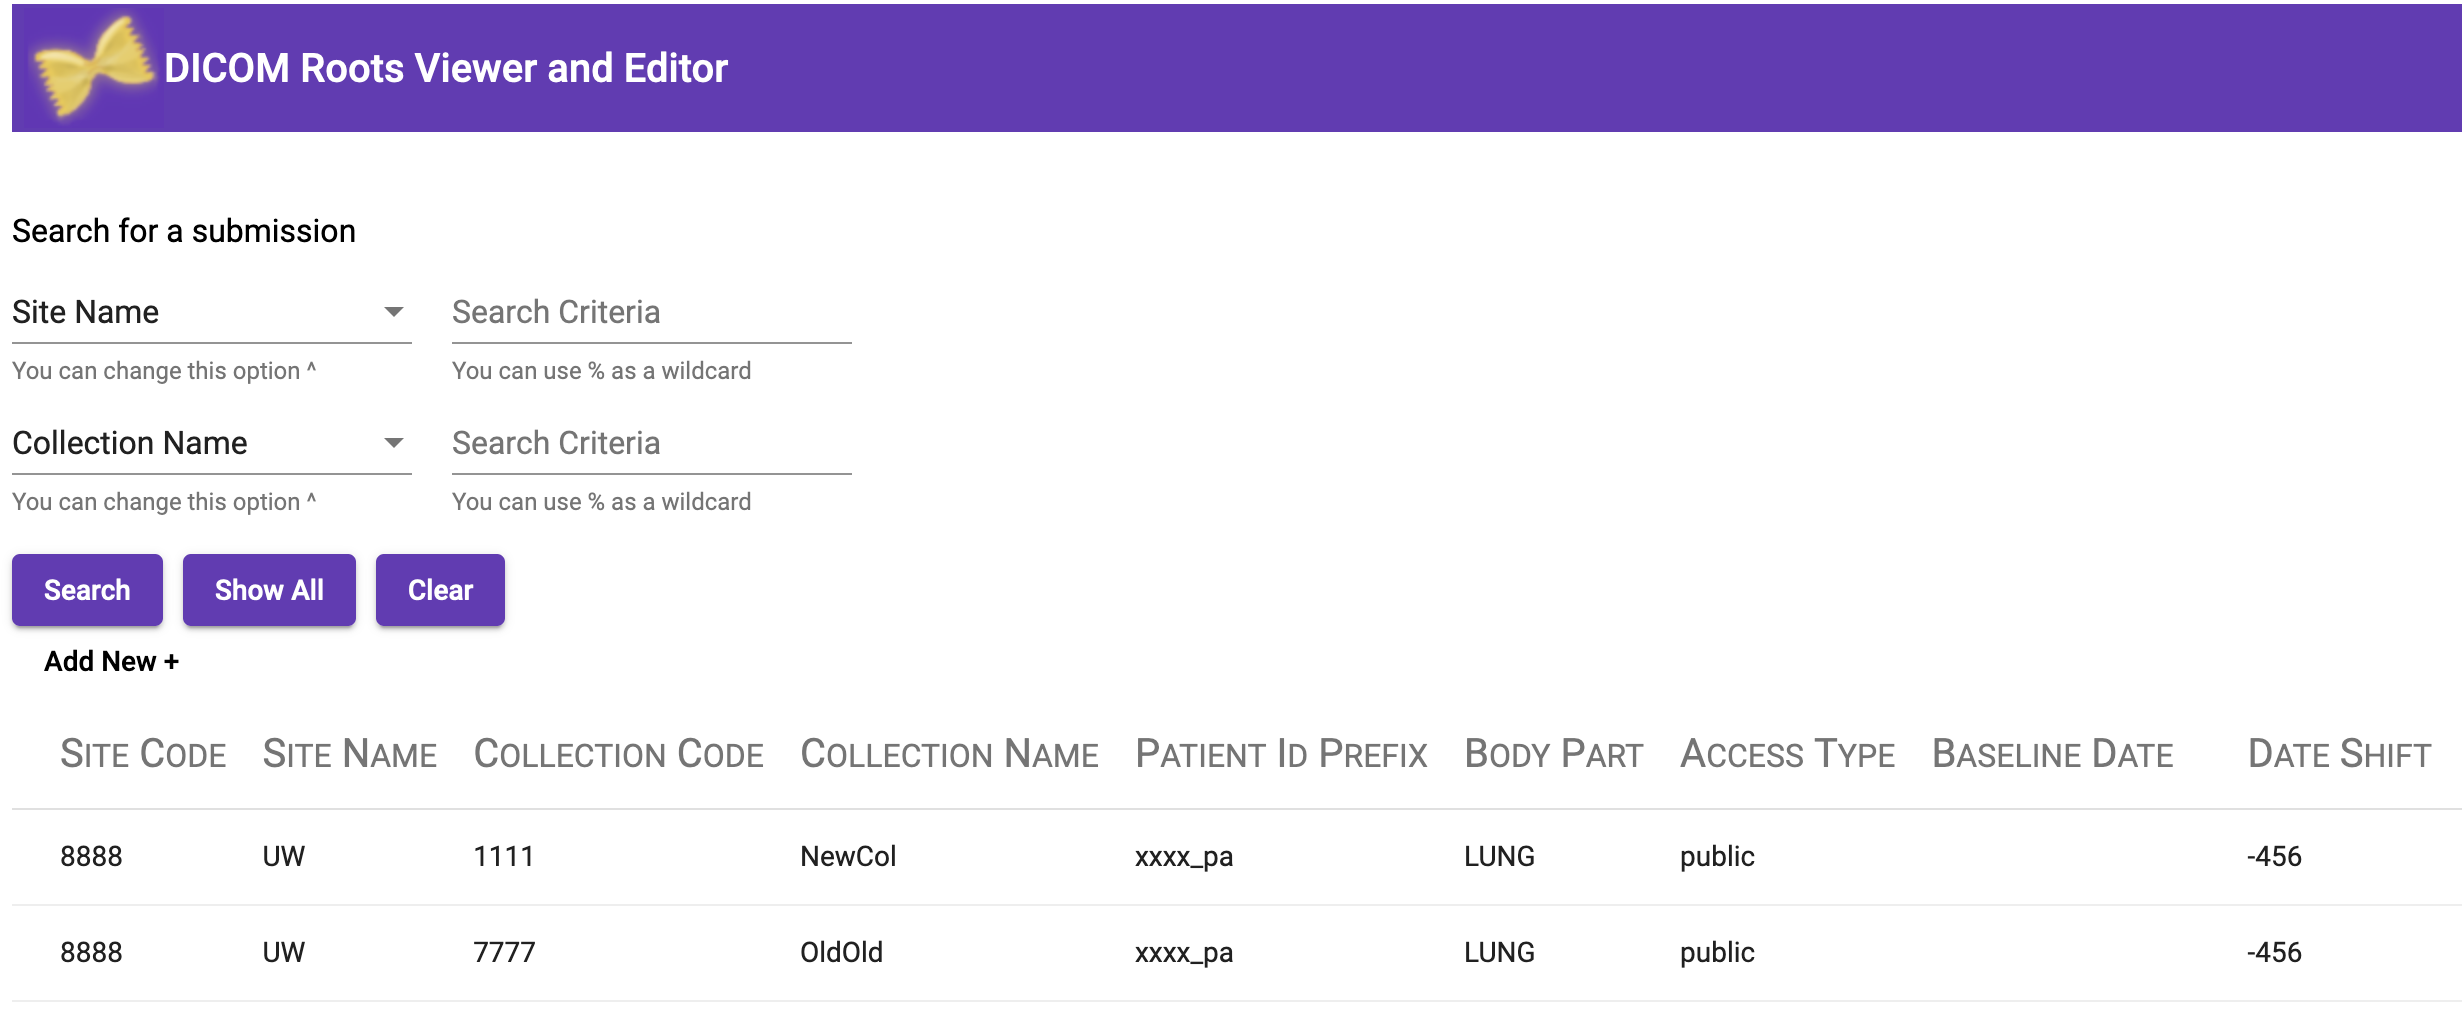 DICOM Roots Viewer and Editor
Search for a submission
Site Name Search Criteria
You can change this option ^ You can use % as a wildcard
Collection Name Search Criteria
You can change this option ^ You can use % as a wildcard
Search Show All Clear
Add New +
Site Code Site Name Collection Code Collection Name Patient Id Prefix Body Part Access Type Baseline Date Date Shift
8888 UW 1111 NewCol xxxx_pa LUNG public -456
8888 UW 7777 OldOld xxxx_pa LUNG public -456